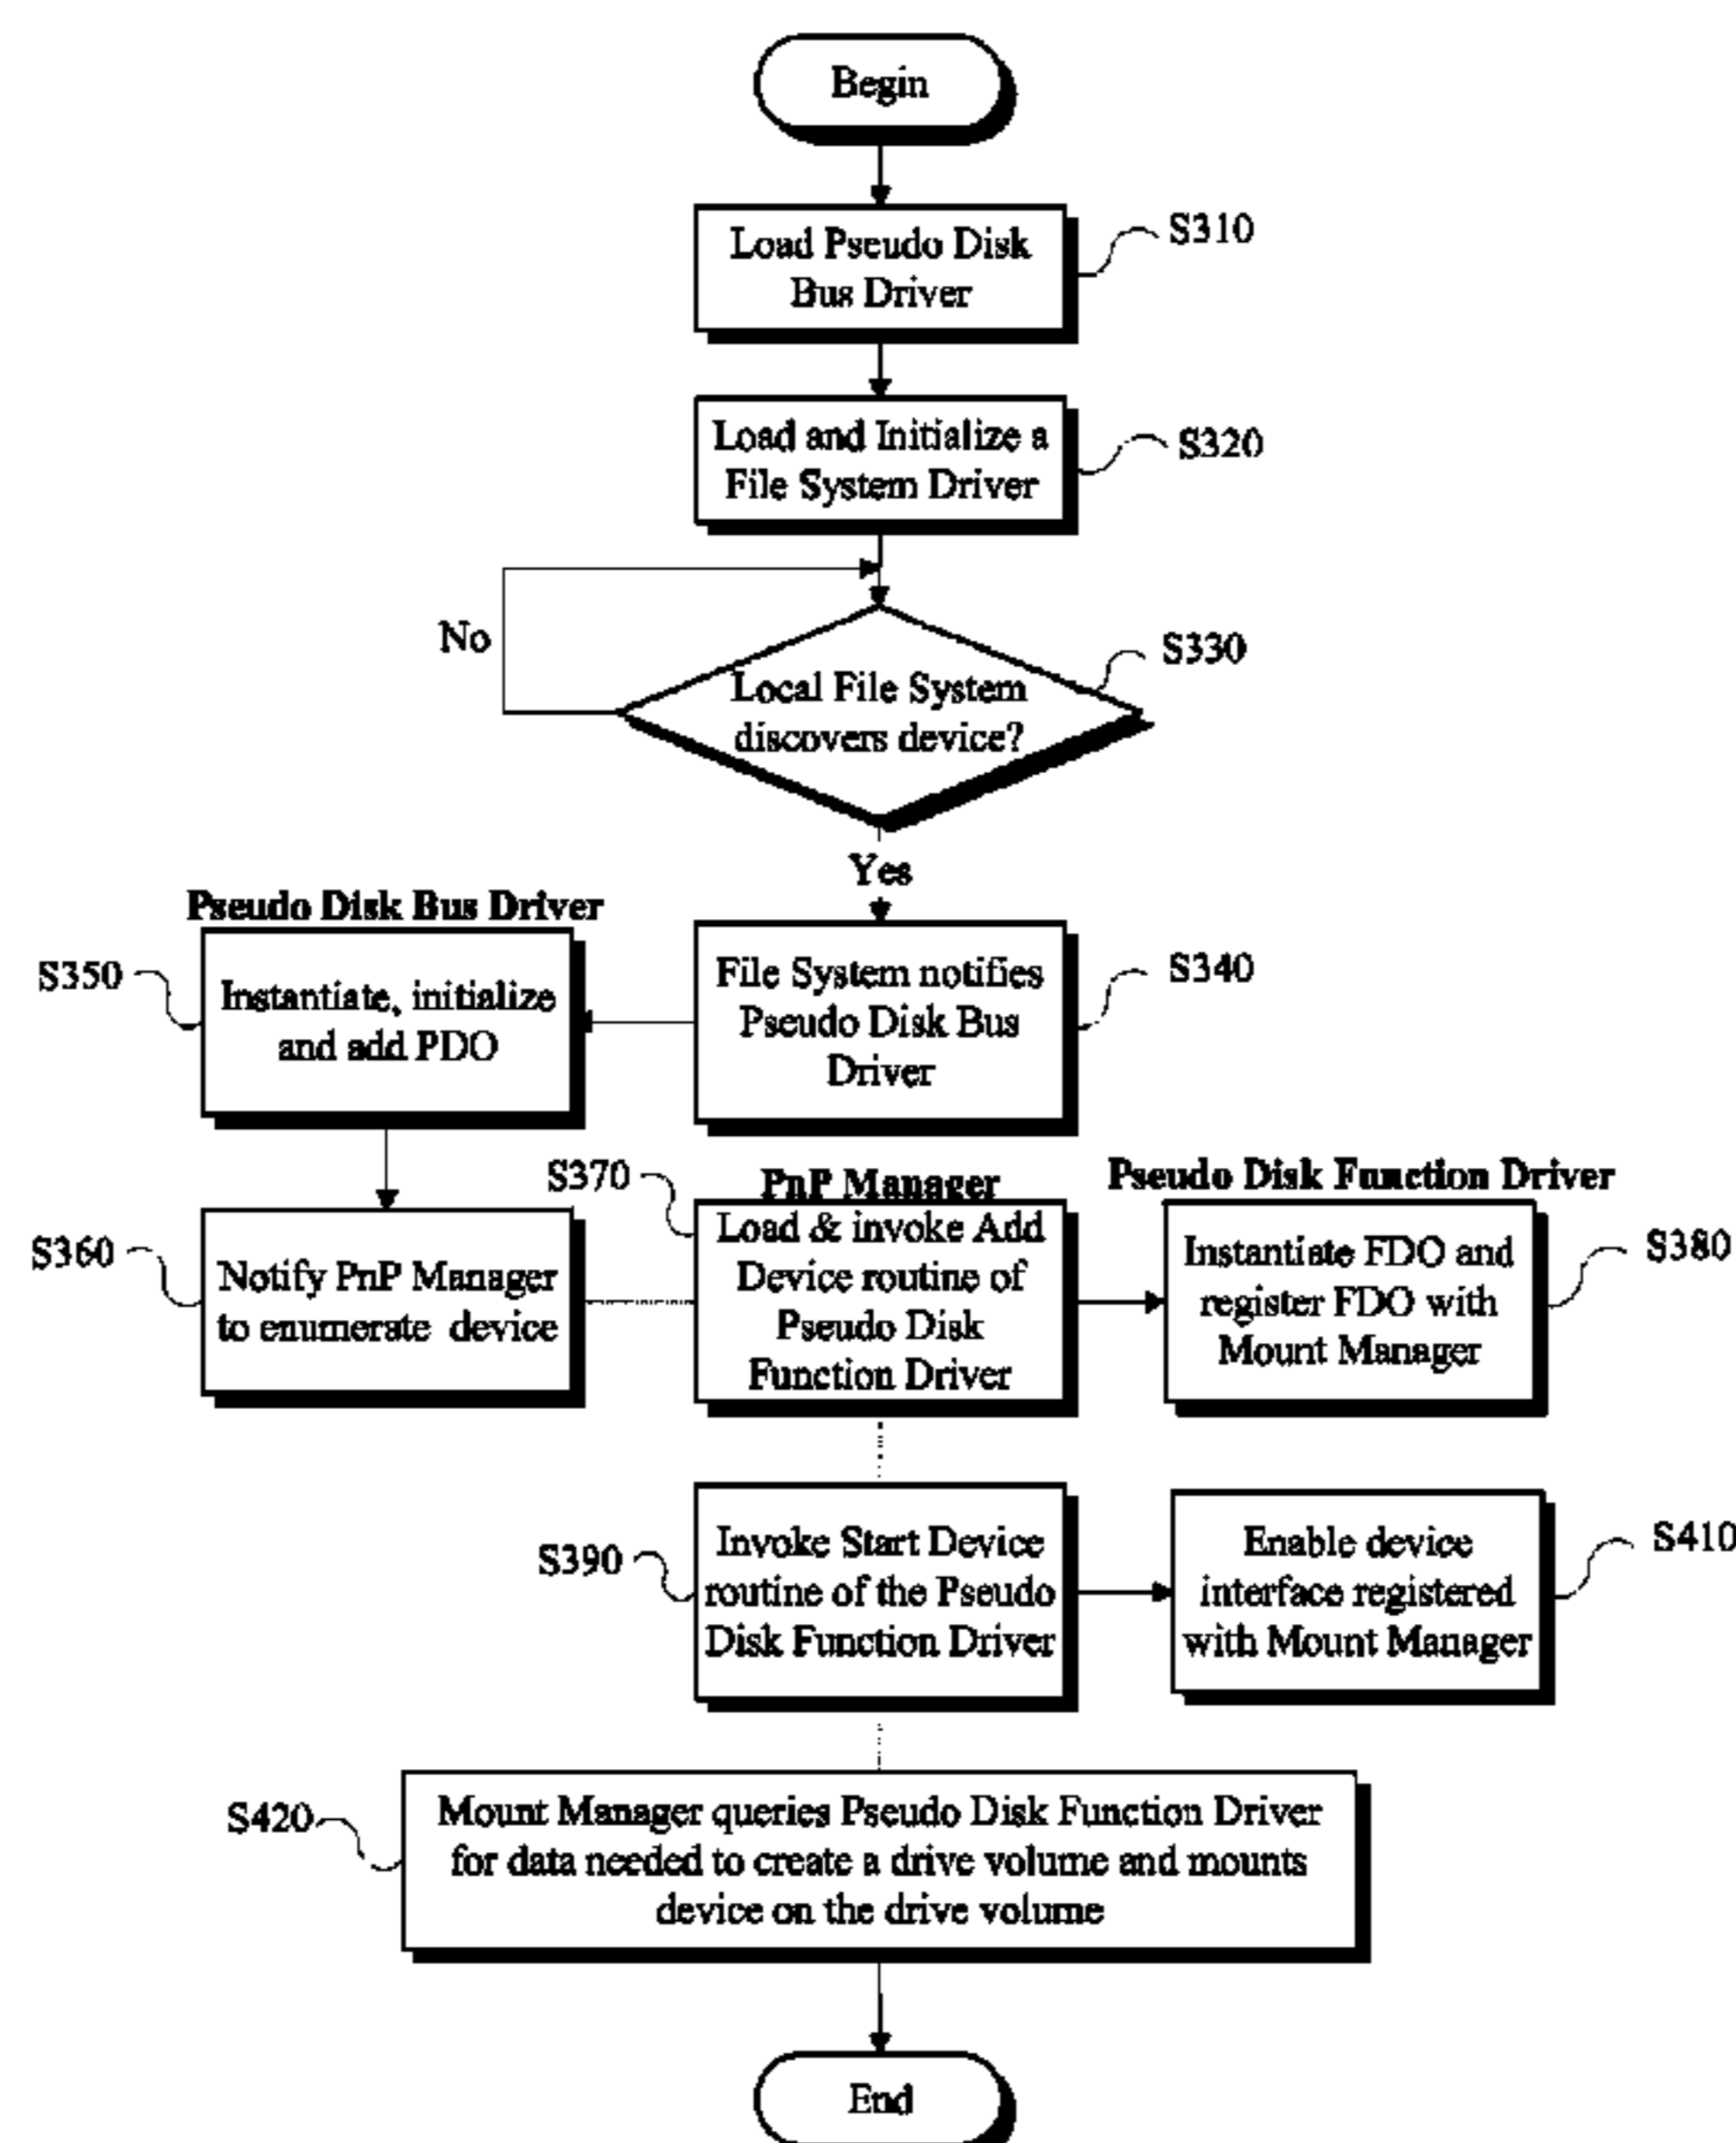 Begin
Load Pseudo Disk
Bus Driver
S310
Load and Initialize a
File System Driver
S320
No
Local File System
discovers device?
S330
Yes
File System notifies
Pseudo Disk Bus
Driver
S340
Pseudo Disk Bus Driver
S350
Instantiate, initialize
and add PDO
S360
Notify PnP Manager
to enumerate device
S370
PnP Manager
Load & invoke Add
Device routine of
Pseudo Disk
Function Driver
Pseudo Disk Function Driver
Instantiate FDO and
register FDO with
Mount Manager
S380
S390
Invoke Start Device
routine of the Pseudo
Disk Function Driver
Enable device
interface registered
with Mount Manager
S410
S420
Mount Manager queries Pseudo Disk Function Driver
for data needed to create a drive volume and mounts
device on the drive volume
End